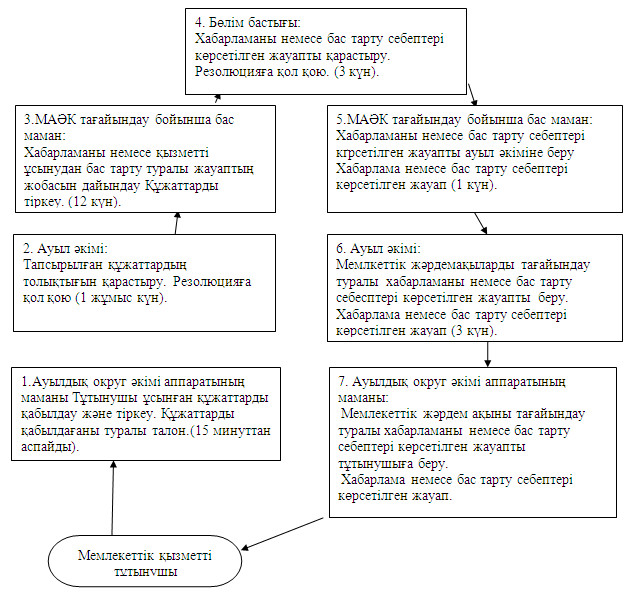 4. Бөлім бастығы:
Хабарламаны немесе бас тарту себептері
көрсетілген жауапты қарастыру.
Резолюцияға қол қою. (3 күн).
3.МАӘК тағайындау бойынша бас
маман:
Хабарламаны немесе қызметті
ұсынудан бас тарту туралы жауаптың
жобасын дайындау Құжаттарды
тіркеу. (12 күн).
5.МАӘК тағайындау бойынша бас маман:
Хабарламаны немесе бас тарту себептері
кгрсетілген жауапты ауыл әкіміне беру
Хабарлама немесе бас тарту себептері
көрсетілген жауап (1 күн).
2. Ауыл әкімі:
Тапсырылған құжаттардың
толықтығын қарастыру. Резолюцияға
қол қою (1 жұмыс күн).
6. Ауыл әкімі:
Мемлкеттік жәрдемақыларды тағайындау
туралы хабарламаны немесе бас тарту
себесптері көрсетілген жауапты беру.
Хабарлама немесе бас тарту себептері
көрсетілген жауап (3 күн).
1.Ауылдық округ әкімі аппаратының
маманы Тұтынушы ұсынған құжаттарды
қабылдау және тіркеу. Құжаттарды
қабылдағаны туралы талон.(15 минуттан
аспайды).
7. Ауылдық округ әкімі аппаратының
маманы:
Мемлекеттік жәрдем ақыны тағайындау
туралы хабарламаны немесе бас тарту
себептері көрсетілген жауапты
тұтынушыға беру.
Хабарлама немесе бас тарту себептері
көрсетілген жауап.
Мемлекеттік қызметті
тұтынушы